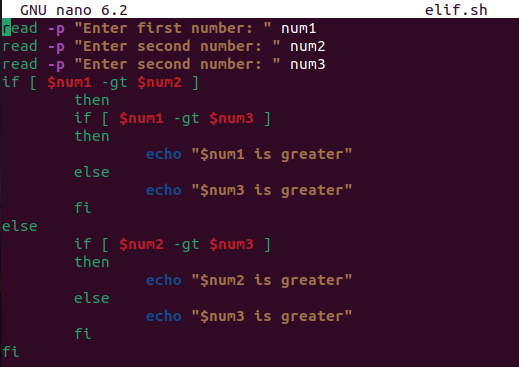 GNU nano 6.2 elif.sh
read -p "Enter first number: " num1
read -p "Enter second number: " num2
read -p "Enter second number: " num3
if [ $num1 -gt $num2 ]
        then
        if [ $num1 -gt $num3 ]
        then
                echo "$num1 is greater"
        else
                echo "$num3 is greater"
        fi
else
        if [ $num2 -gt $num3 ]
        then
                echo "$num2 is greater"
        else
                echo "$num3 is greater"
        fi
fi